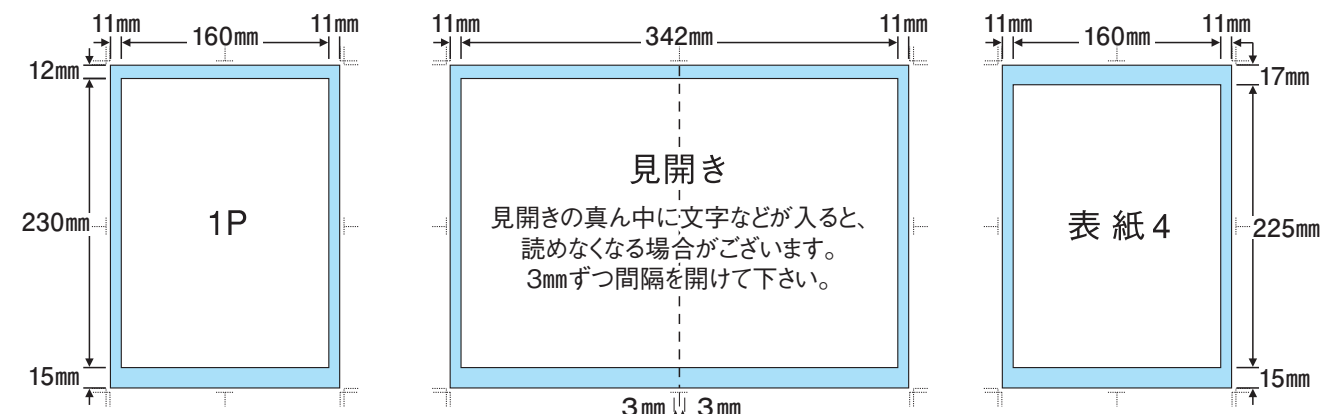 11mm 160mm 11mm
12mm
230mm
15mm
1P
11mm 342mm 11mm
見開き
見開きの真ん中に文字などが入ると、
読めなくなる場合がございます。
3mmずつ間隔を開けて下さい。
3mm 3mm
11mm 160mm 11mm
17mm
表紙4
225mm
15mm